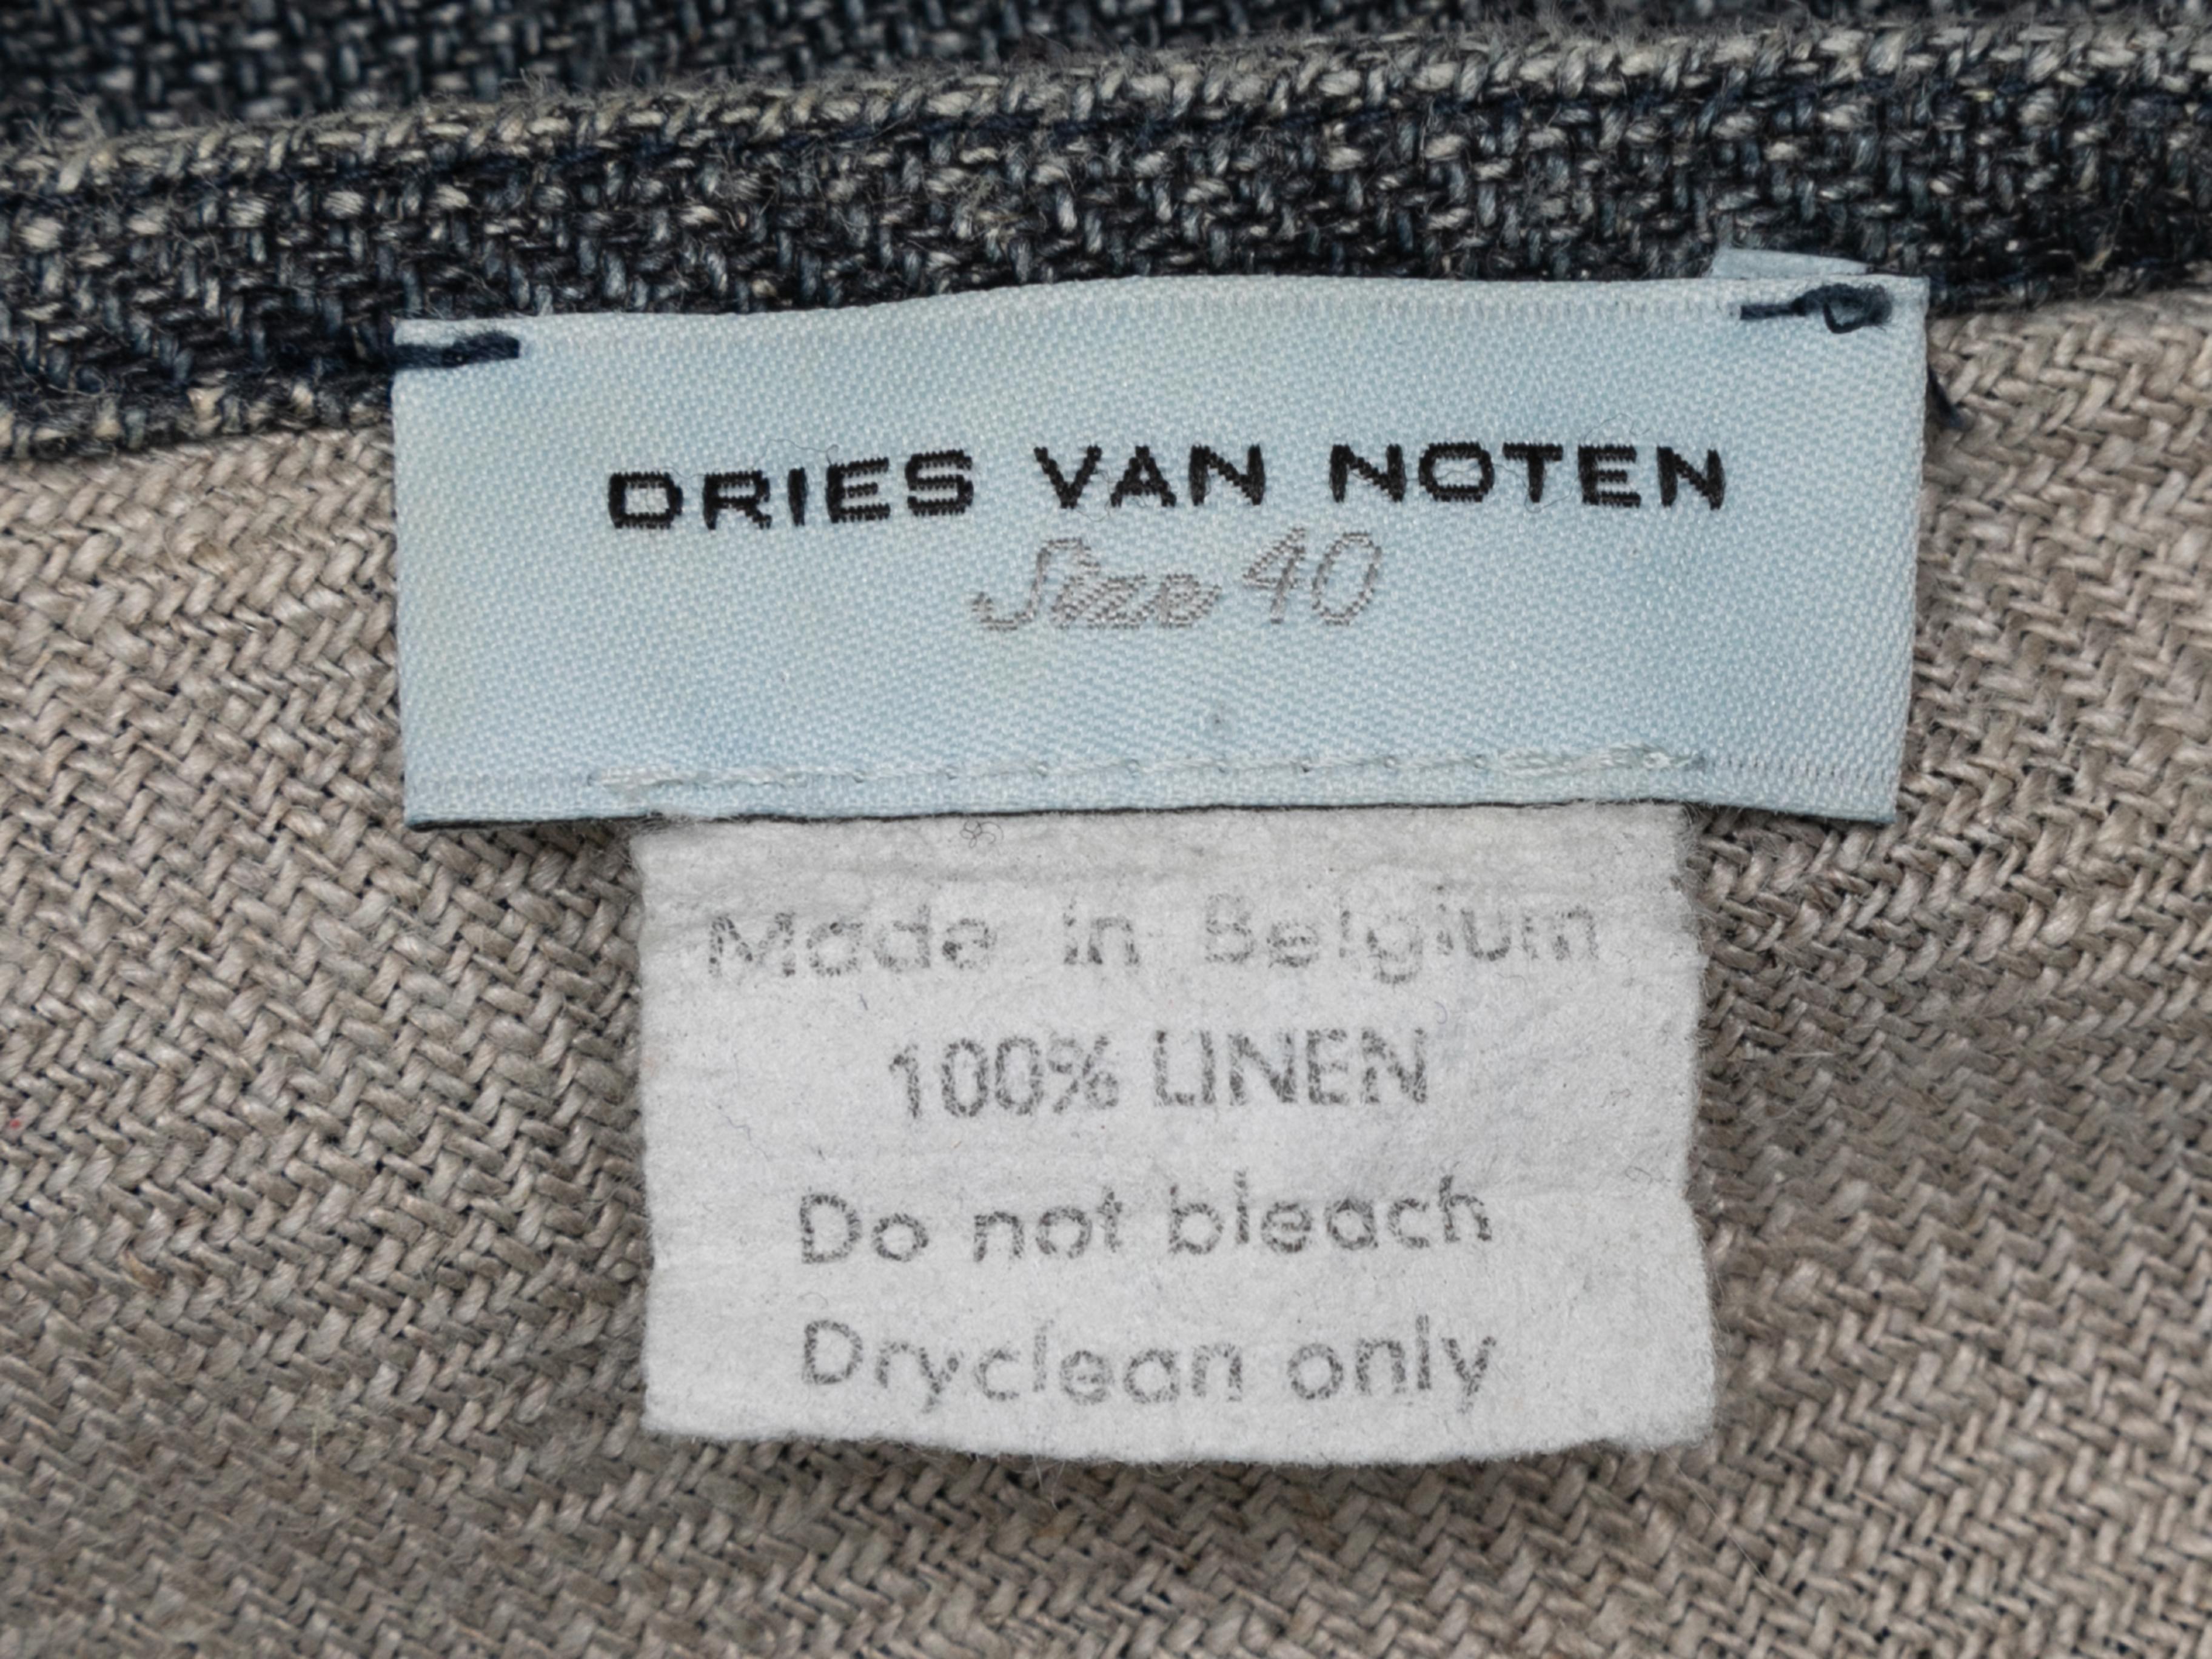 DRIES VAN NOTEN
Size 40
Made in Belgium
100% LINEN
Do not bleach
Dryclean only